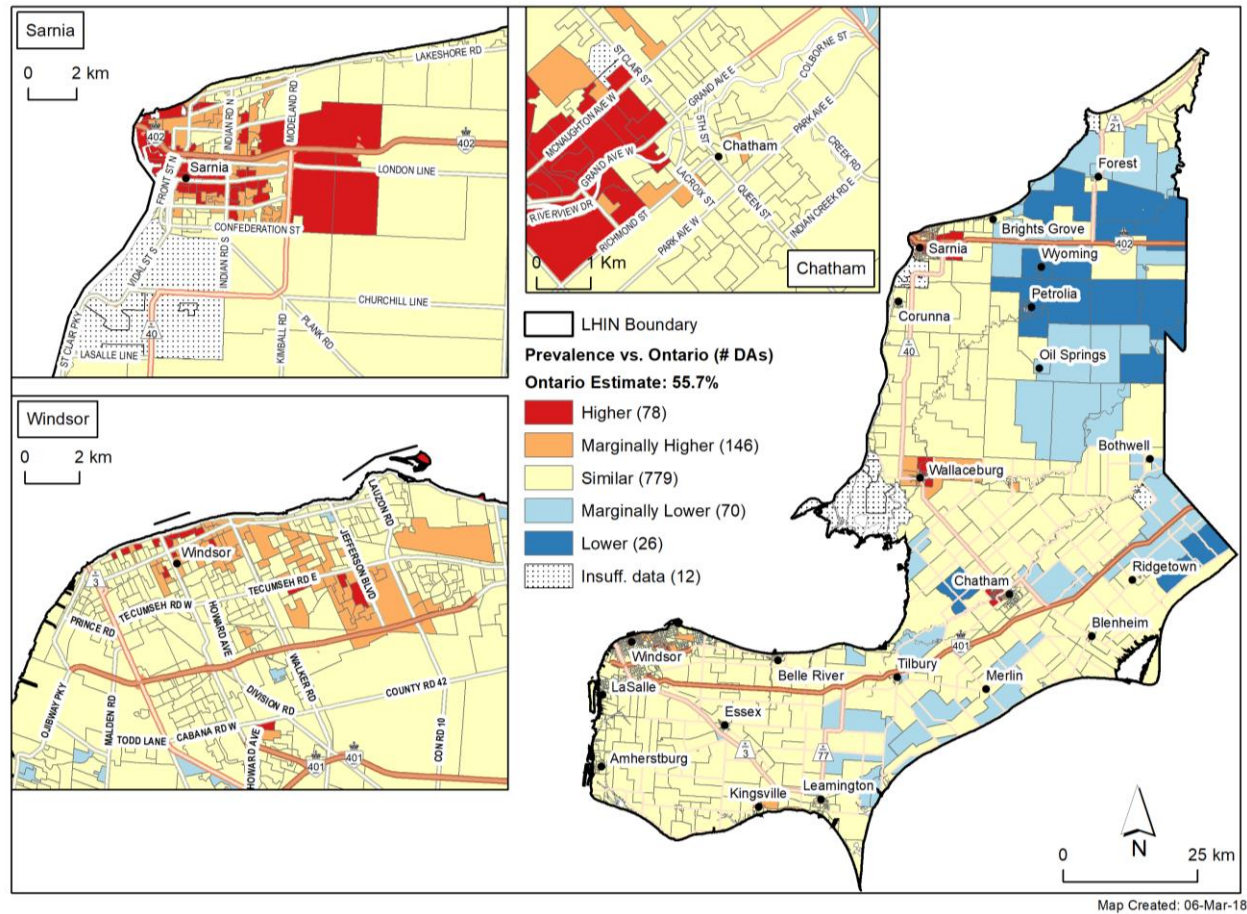 Sarnia
0 2 km
LAKESHORE RD
INDIAN RD N
MODELAND RD
402
402
LONDON LINE
Sarnia
FRONT ST N
CONFEDERATION ST
VIDAL ST S
INDIAN RD S
CHURCHILL LINE
PLANK RD
KIMBALL RD
40
ST CLAIR PKY
LASALLE LINE
ST CLAIR ST
COLBORNE ST
GRAND AVE E
MCNAUGHTON AVE W
5TH ST
PARK AVE E
Chatham
CREEK RD
GRAND AVE W
LACROIX ST
QUEEN ST
RIVERVIEW DR
RICHMOND ST
PARK AVE W
INDIAN CREEK RD E
0 1 Km
Chatham
LHIN Boundary
Prevalence vs. Ontario (# DAs)
Ontario Estimate: 55.7%
Higher (78)
Marginally Higher (146)
Similar (779)
Marginally Lower (70)
Lower (26)
Insuff. data (12)
Windsor
0 2 km
LAUZON RD
JEFFERSON BLVD
Windsor
3
TECUMSEH RD E
TECUMSEH RD W
PRINCE RD
HOWARD AVE
WALKER RD
DIVISION RD
COUNTY RD 42
OJIBWAY PKY
MALDEN RD
TODD LANE
CABANA RD W
HOWARD AVE
401
401
CON RD 10
21
Forest
Brights Grove
402
Sarnia
Wyoming
Petrolia
Corunna
40
Oil Springs
Bothwell
Wallaceburg
Chatham
Ridgetown
Blenheim
401
Windsor
Belle River
Tilbury
Merlin
LaSalle
Essex
3
77
Amherstburg
Kingsville
Leamington
N
0 25 km
Map Created: 06-Mar-18